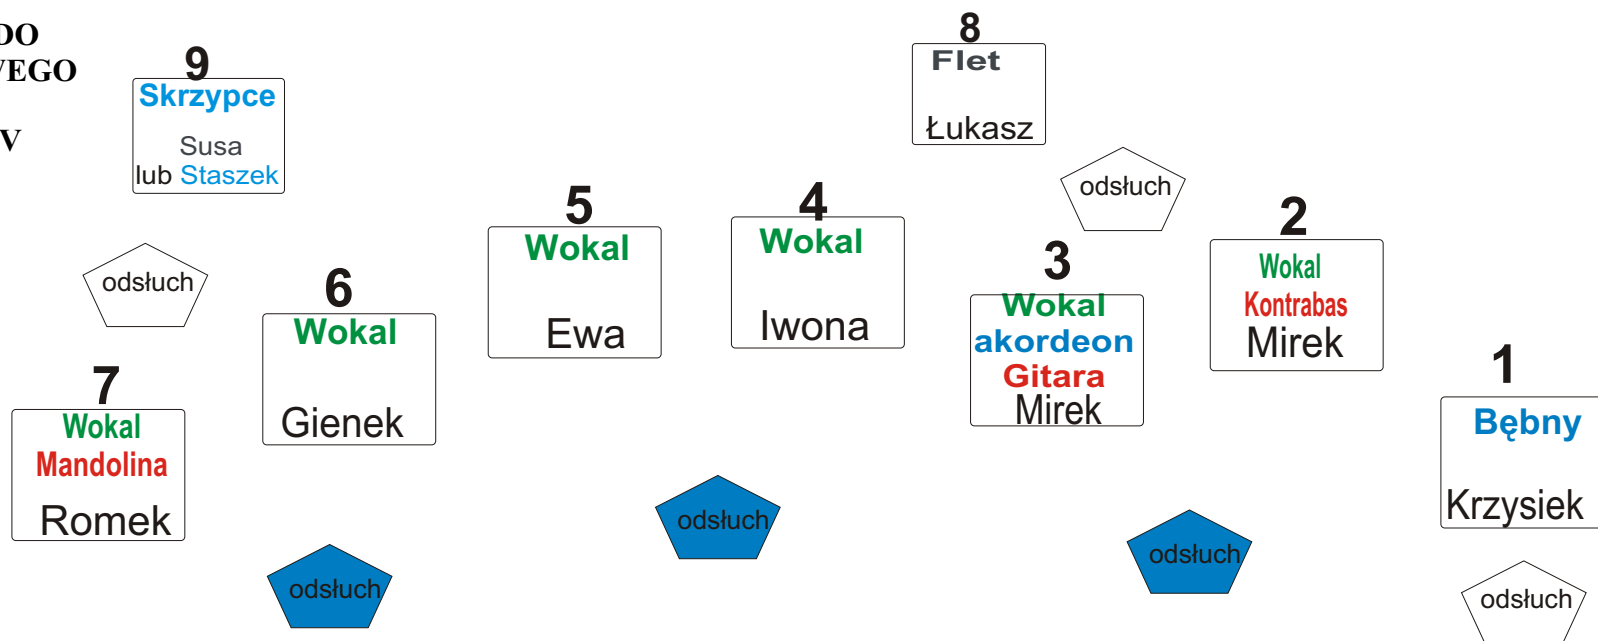 DO
9
Skrzypce
Susa
lub Staszek
8
Flet
Łukasz
odsłuch
odsłuch
7
Wokal
Mandolina
Romek
6
Wokal
Gienek
5
Wokal
Ewa
4
Wokal
Iwona
3
Wokal
akordeon
Gitara
Mirek
2
Wokal
Kontrabas
Mirek
1
Bębny
Krzysiek
odsłuch
odsłuch
odsłuch
odsłuch